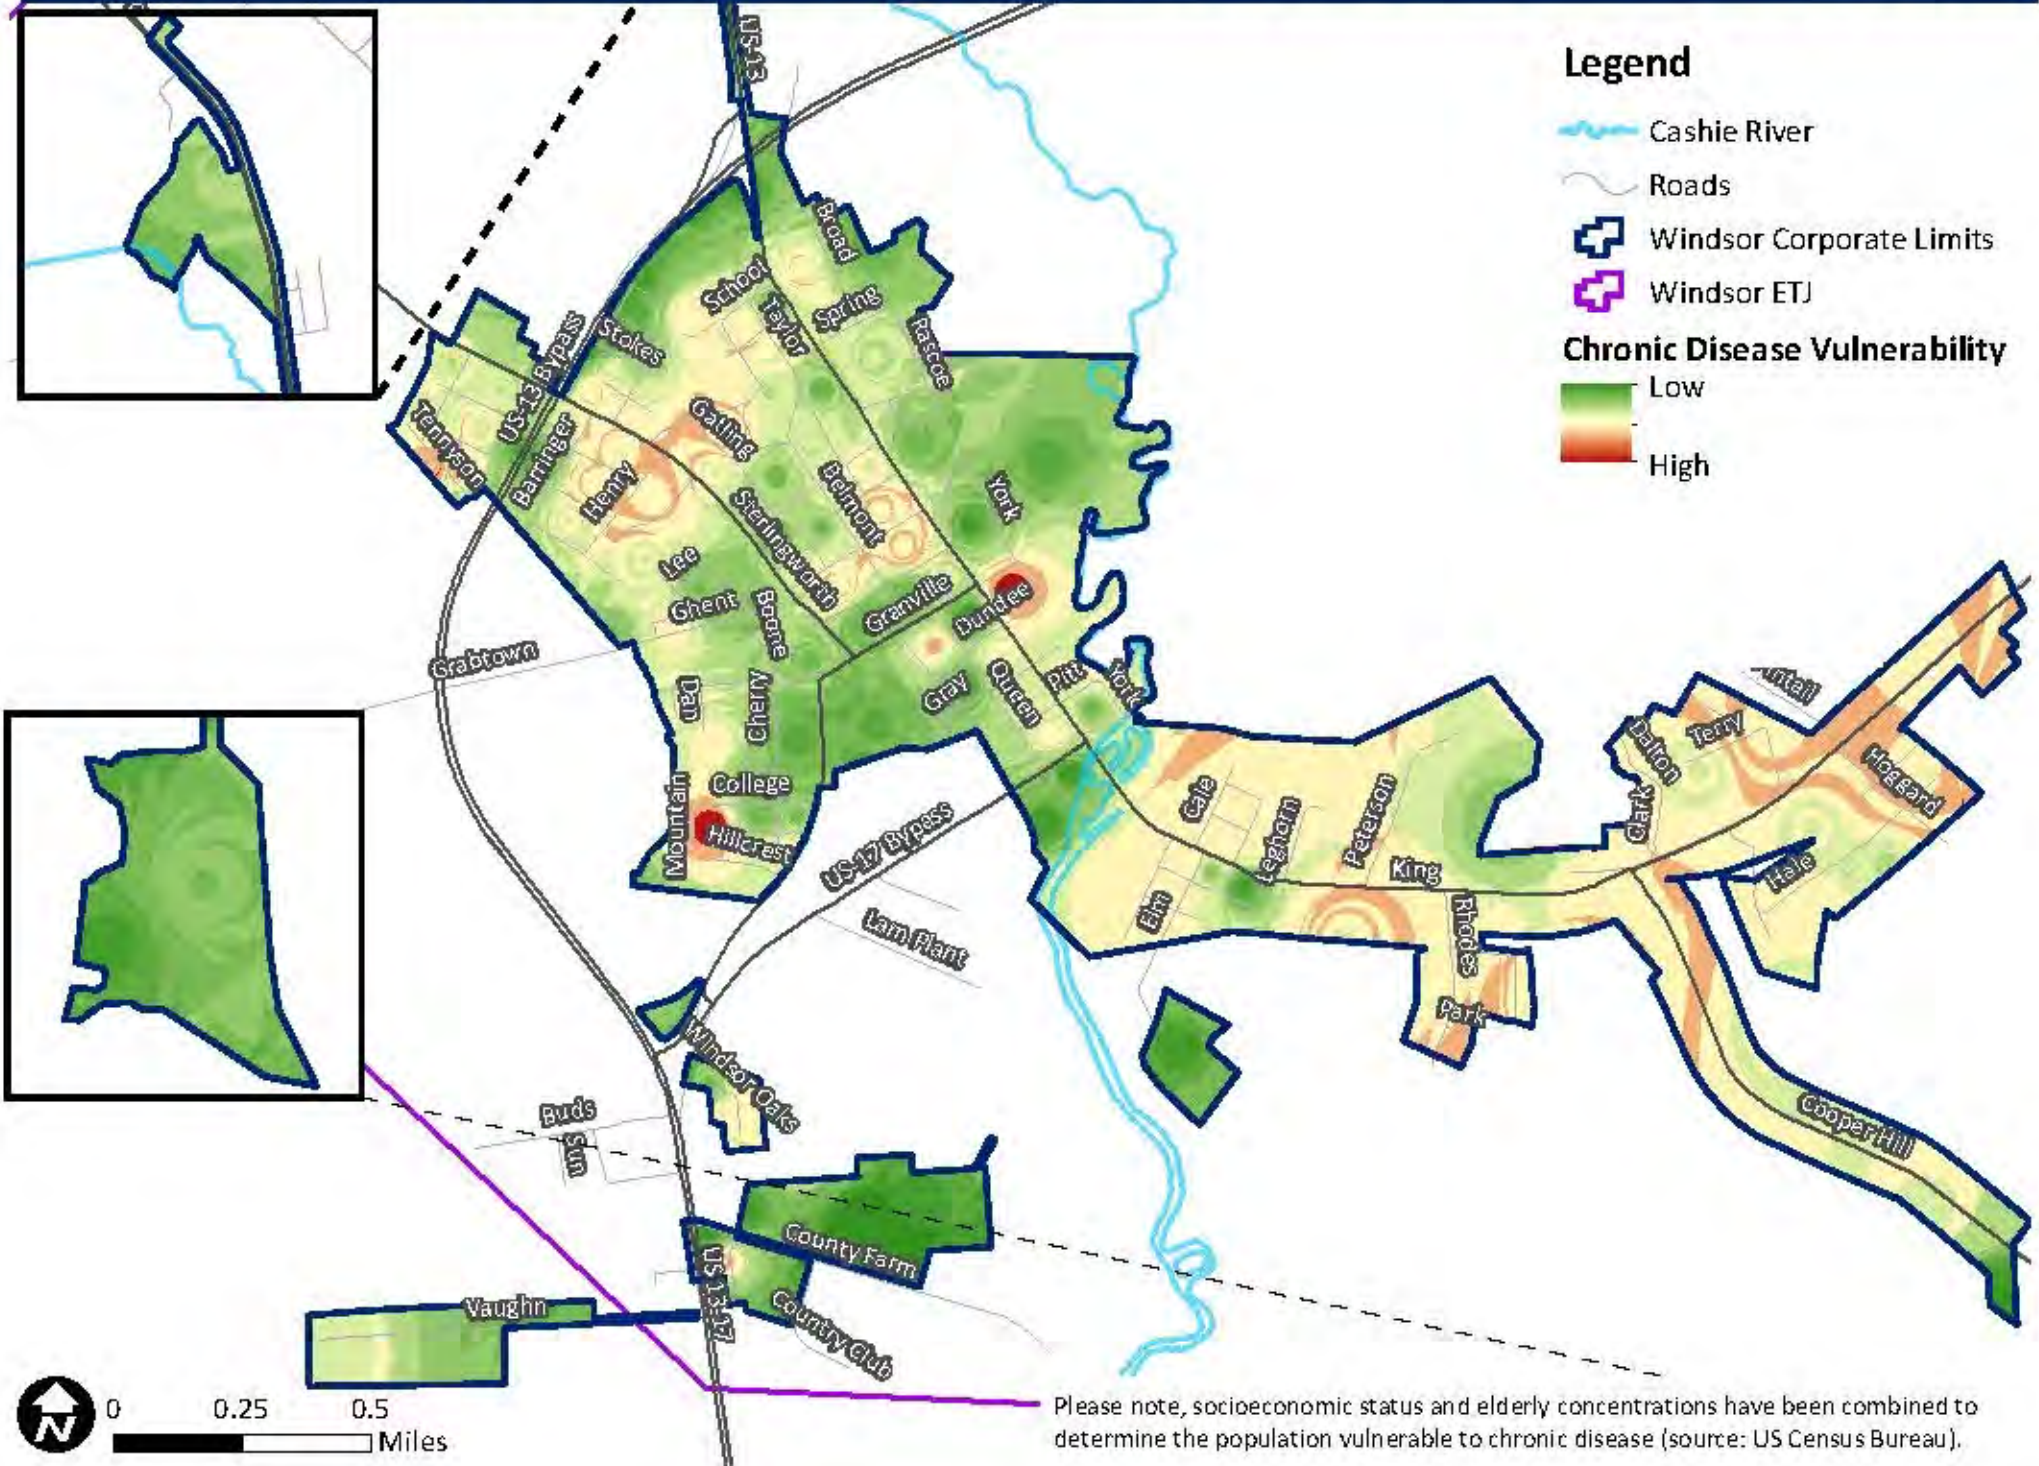 US-13
Legend
Cashie River
Roads
Windsor Corporate Limits
Windsor ETJ
Chronic Disease Vulnerability
Low
High
Broad
School
Spring
Taylor
Stokes
Rascoe
US-13 Bypass
Tennyson
Barringer
Gatling
Henry
Belmont
York
Sterlingworth
Lee
Ghent
Boone
Granville
Dundee
Grabtown
Dan
Cherry
Gray
Queen
Pitt
York
College
Mountain
Hillcrest
US-17 Bypass
Lam Plant
Gale
Leghorn
Peterson
King
Elm
Rhodes
Park
Dalton
Terry
Hoggard
Clark
Hale
Cooper Hill
Windsor Oaks
Buds
Sun
County Farm
US-13-17
Country Club
Vaughn
N
0 0.25 0.5
Miles
Please note, socioeconomic status and elderly concentrations have been combined to
determine the population vulnerable to chronic disease (source: US Census Bureau).